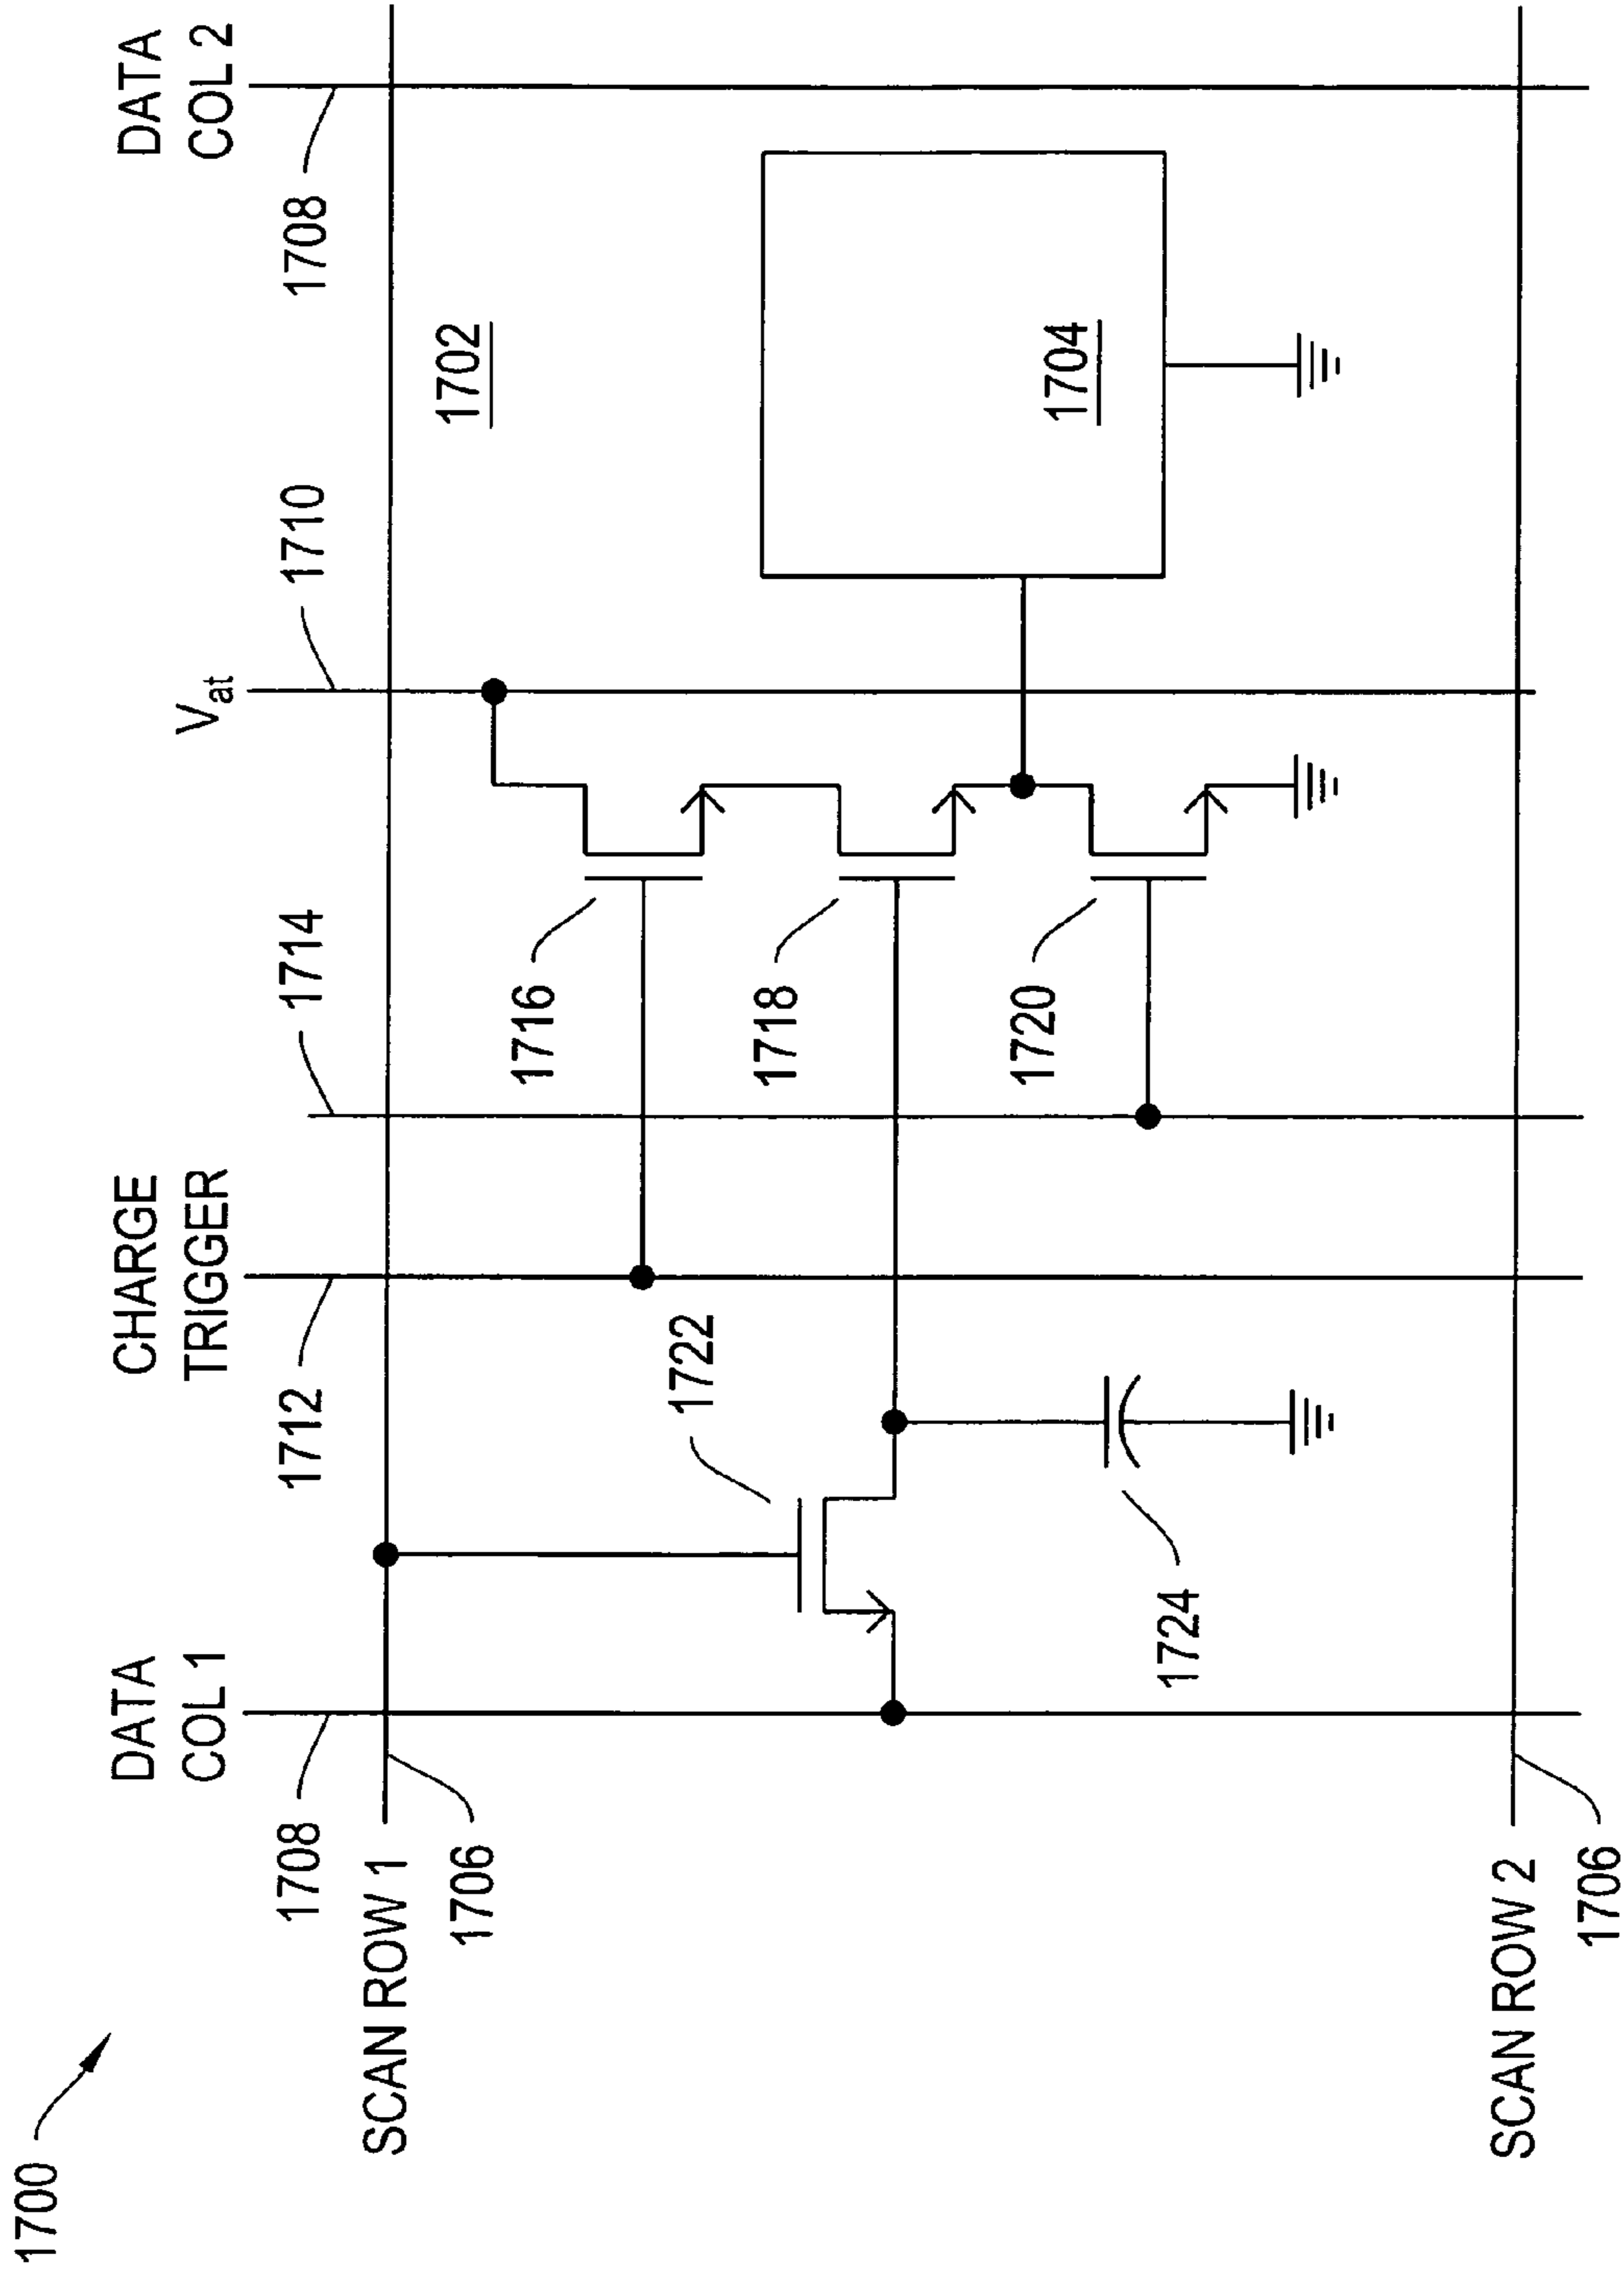 1700
DATA
COL 1
CHARGE
TRIGGER
V_at
DATA
COL 2
1708
1712
1714
1710
1708
SCAN ROW 1
1706
1702
1716
1722
1718
1720
1704
1724
SCAN ROW 2
1706